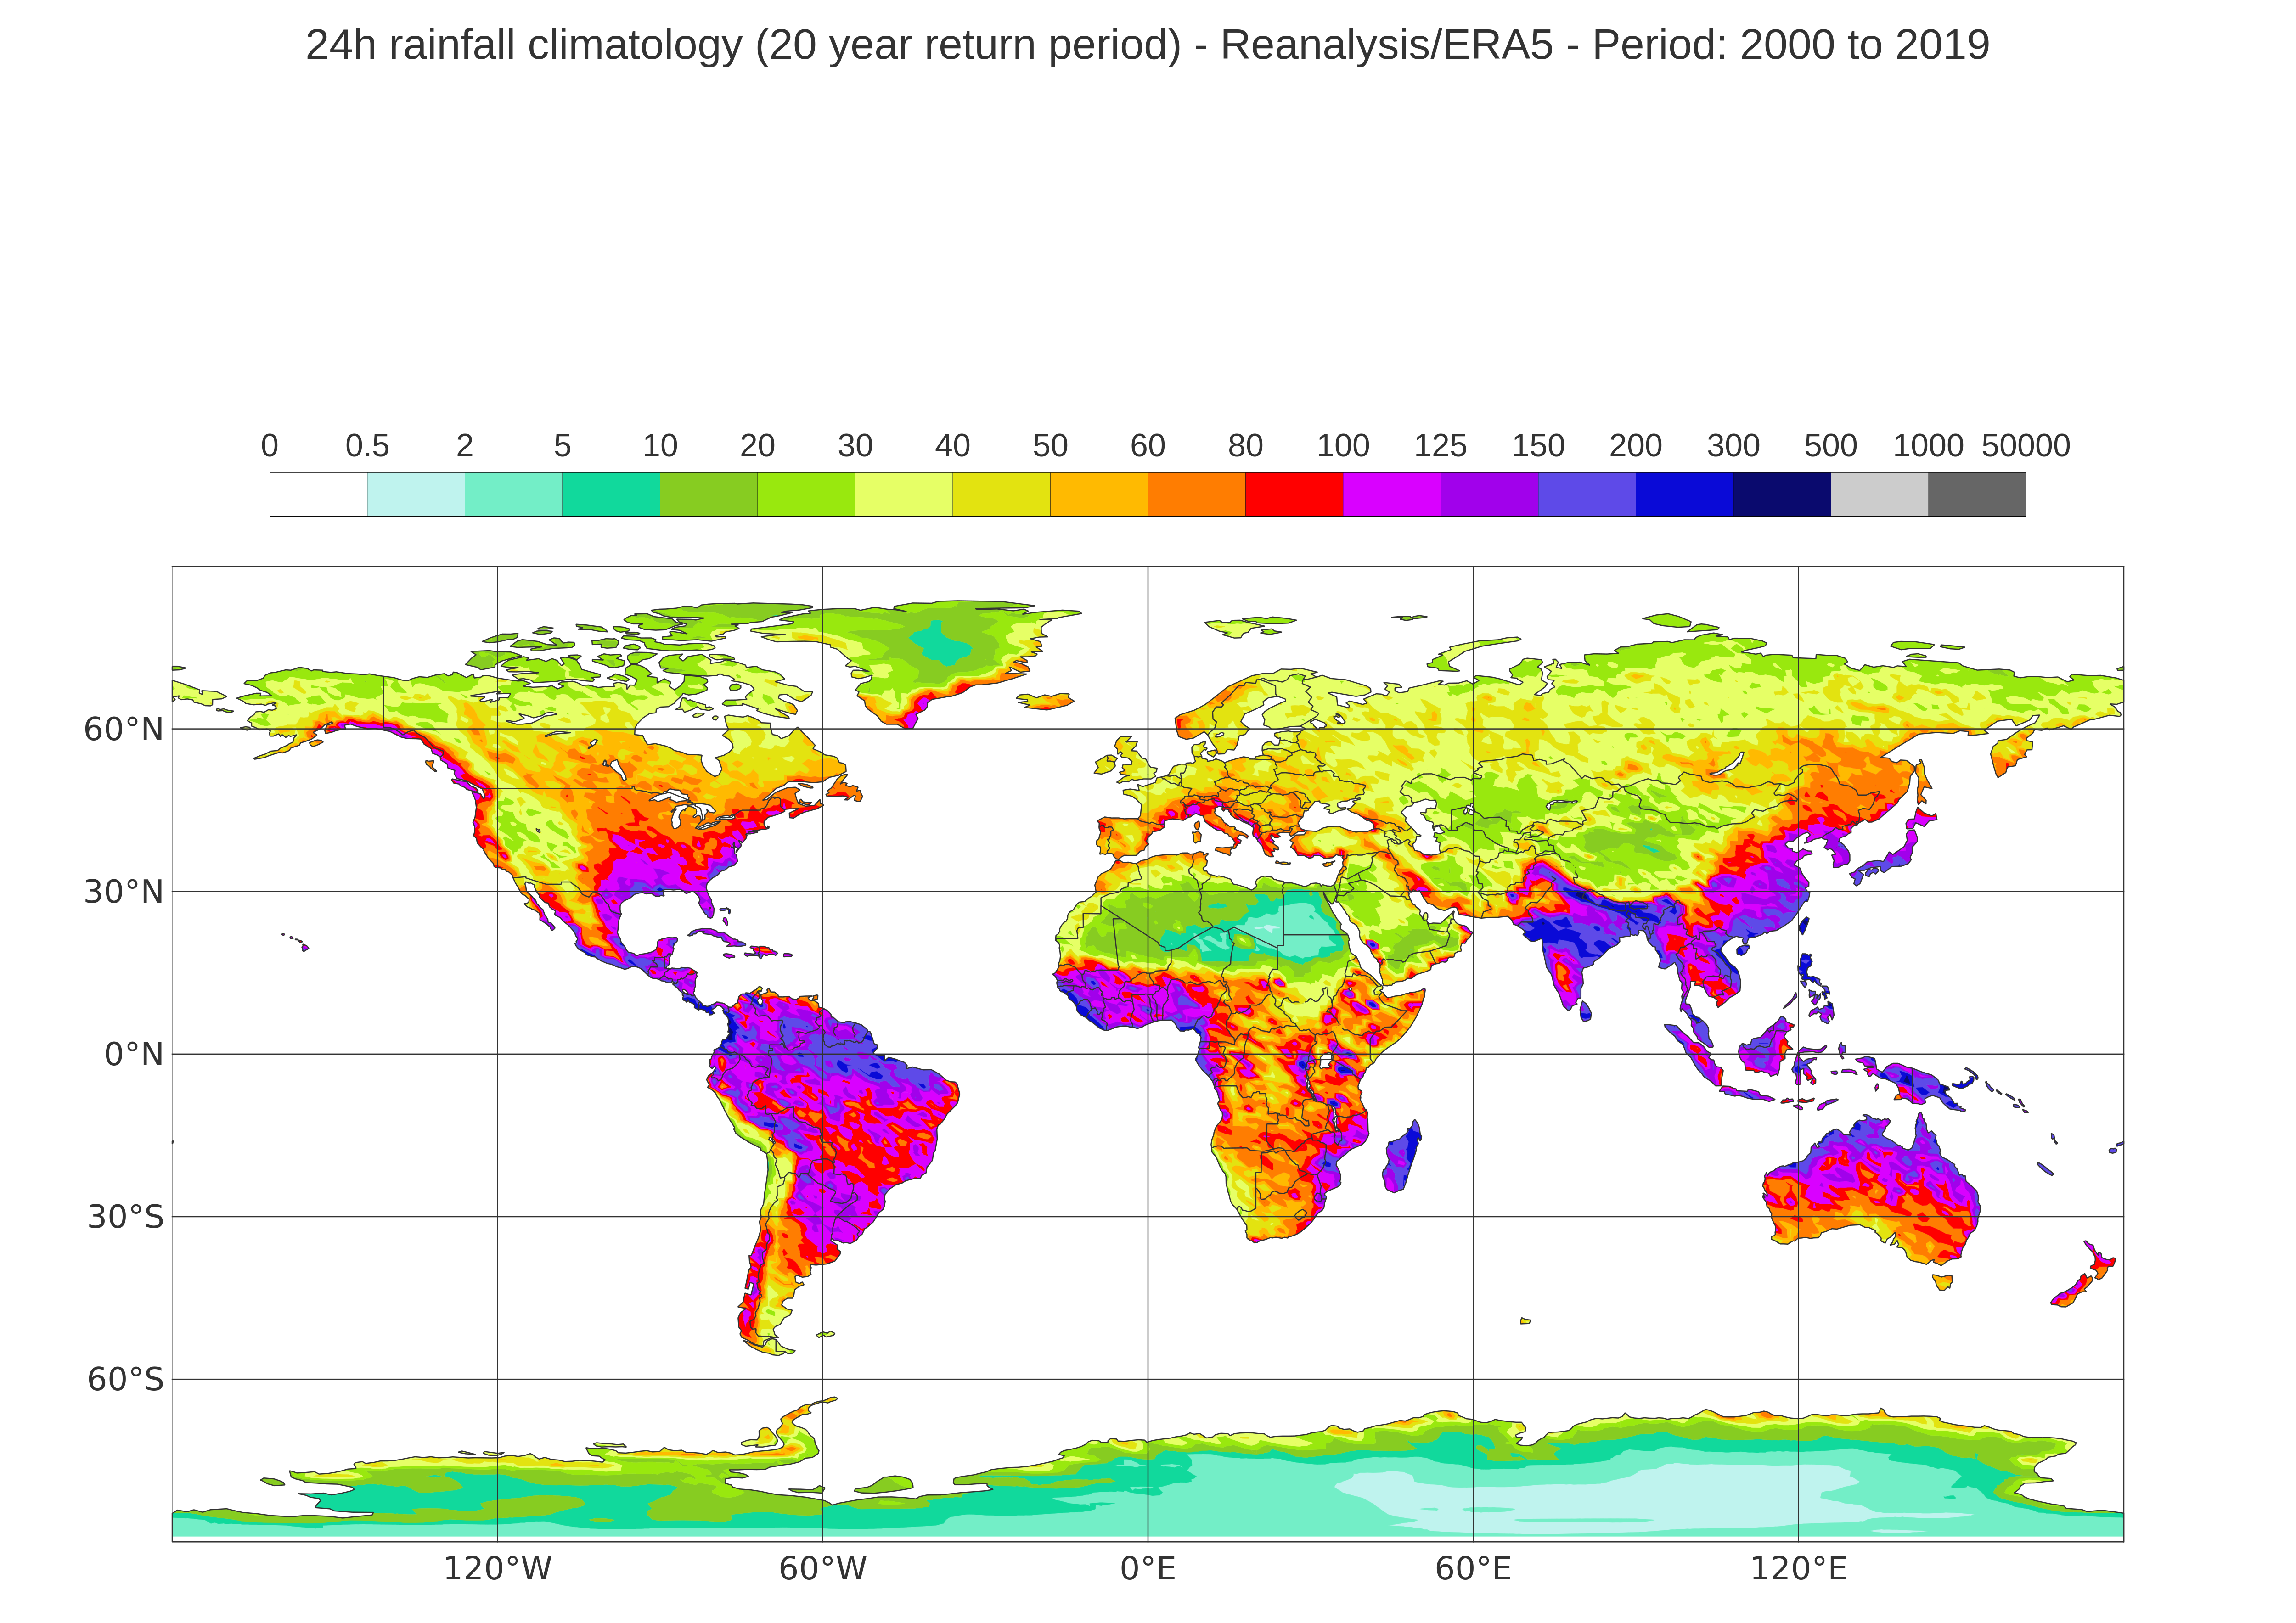 24h rainfall climatology (20 year return period) - Reanalysis/ERA5 - Period: 2000 to 2019
0 0.5 2 5 10 20 30 40 50 60 80 100 125 150 200 300 500 1000 50000
60°N
30°N
0°N
30°S
60°S
120°W 60°W 0°E 60°E 120°E